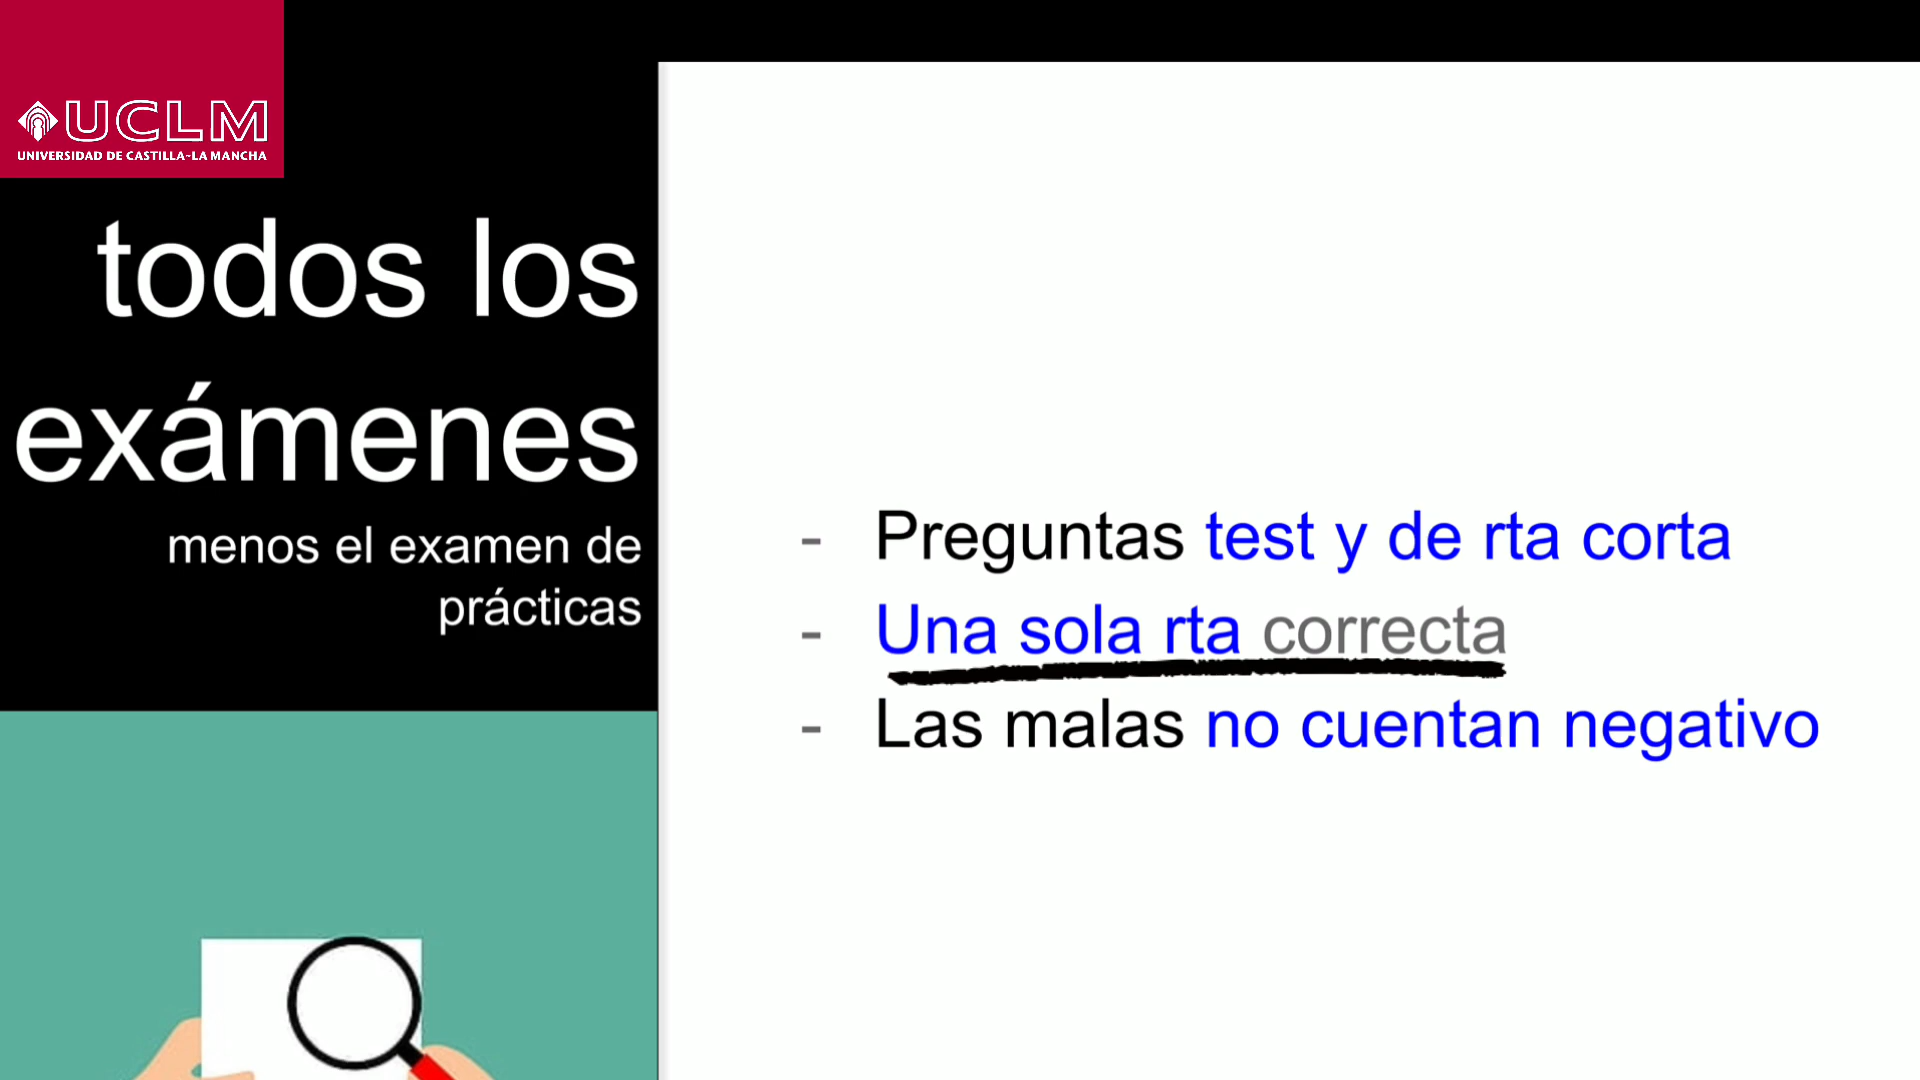 UCLM
UNIVERSIDAD DE CASTILLA-LA MANCHA
todos los
exámenes
menos el examen de
prácticas
- Preguntas test y de rta corta
- Una sola rta correcta
- Las malas no cuentan negativo